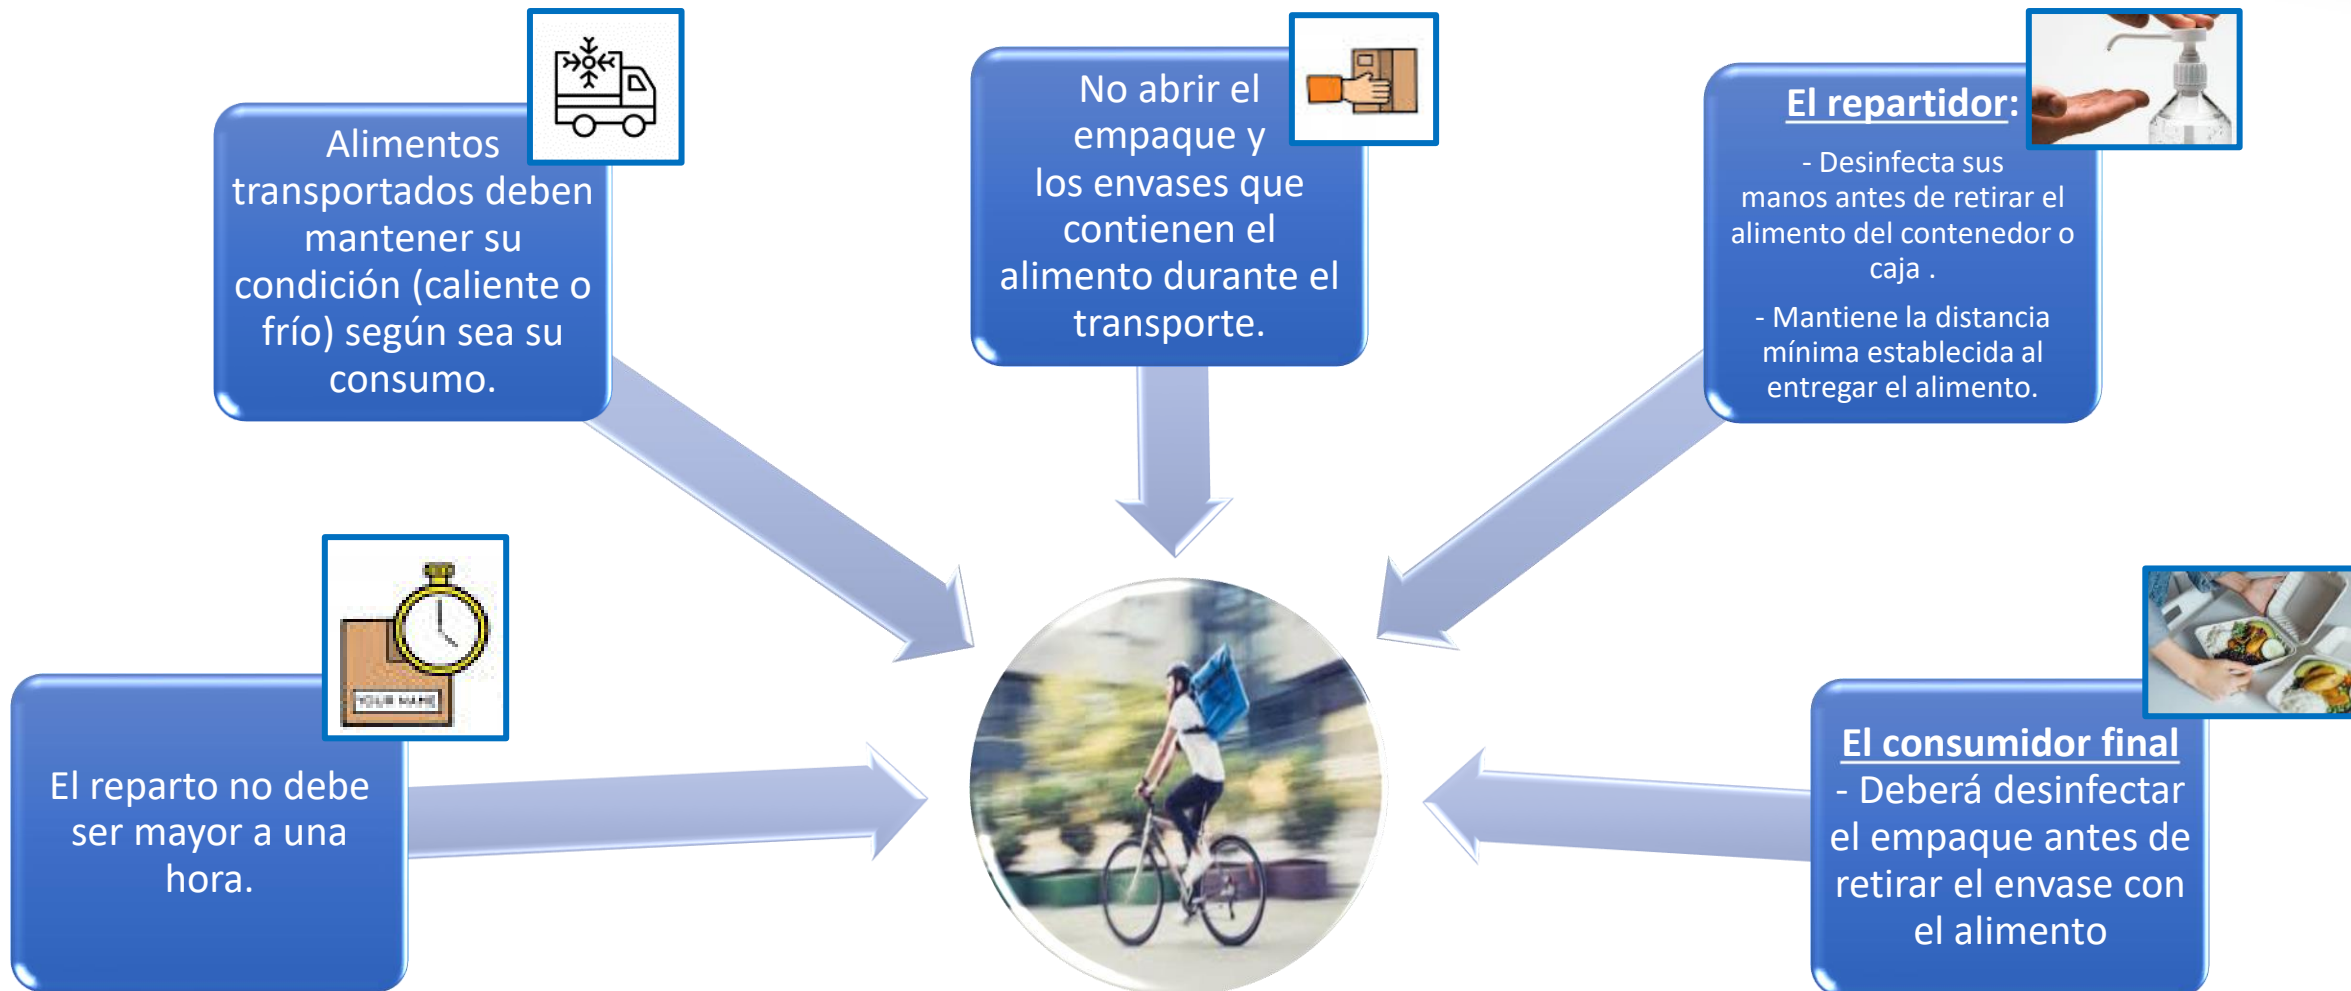 Alimentos
transportados deben
mantener su
condición (caliente o
frío) según sea su
consumo.
No abrir el
empaque y
los envases que
contienen el
alimento durante el
transporte.
El repartidor:
- Desinfecta sus
manos antes de retirar el
alimento del contenedor o
caja .
- Mantiene la distancia
mínima establecida al
entregar el alimento.
YOUR NAME
El reparto no debe
ser mayor a una
hora.
El consumidor final
- Deberá desinfectar
el empaque antes de
retirar el envase con
el alimento